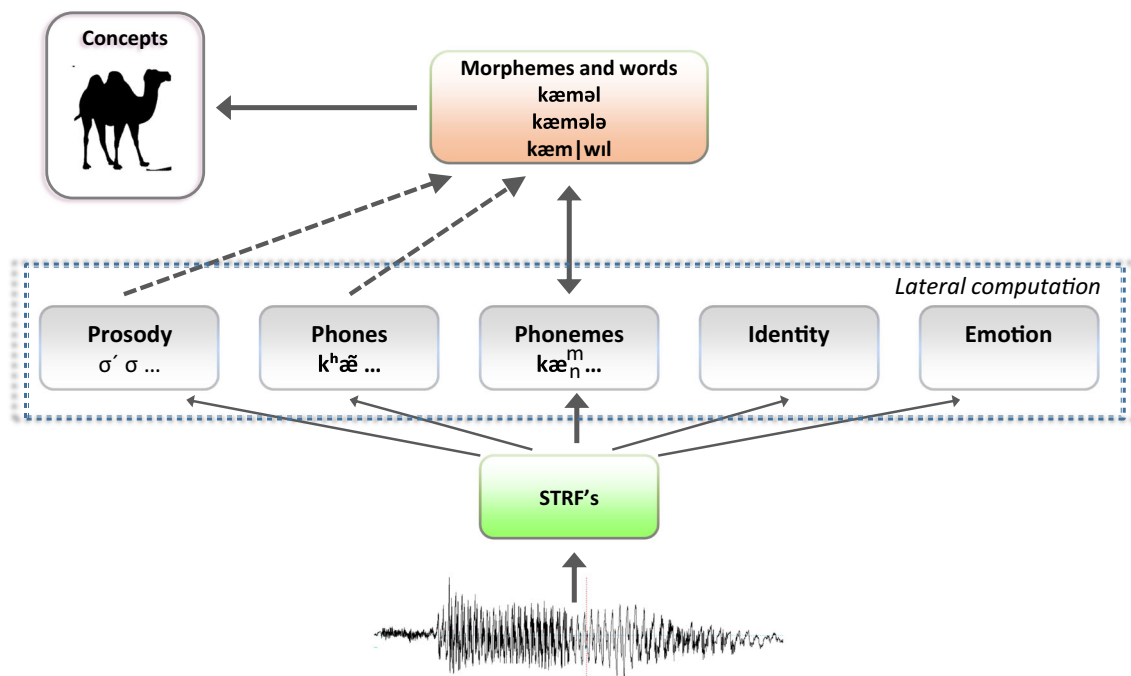 Concepts
Morphemes and words
kæməl
kæmələ
kæm|wɪl
Lateral computation
Prosody
σ´ σ ...
Phones
kʰæ̃ ...
Phonemes
kæ m n ...
Identity
Emotion
STRF's